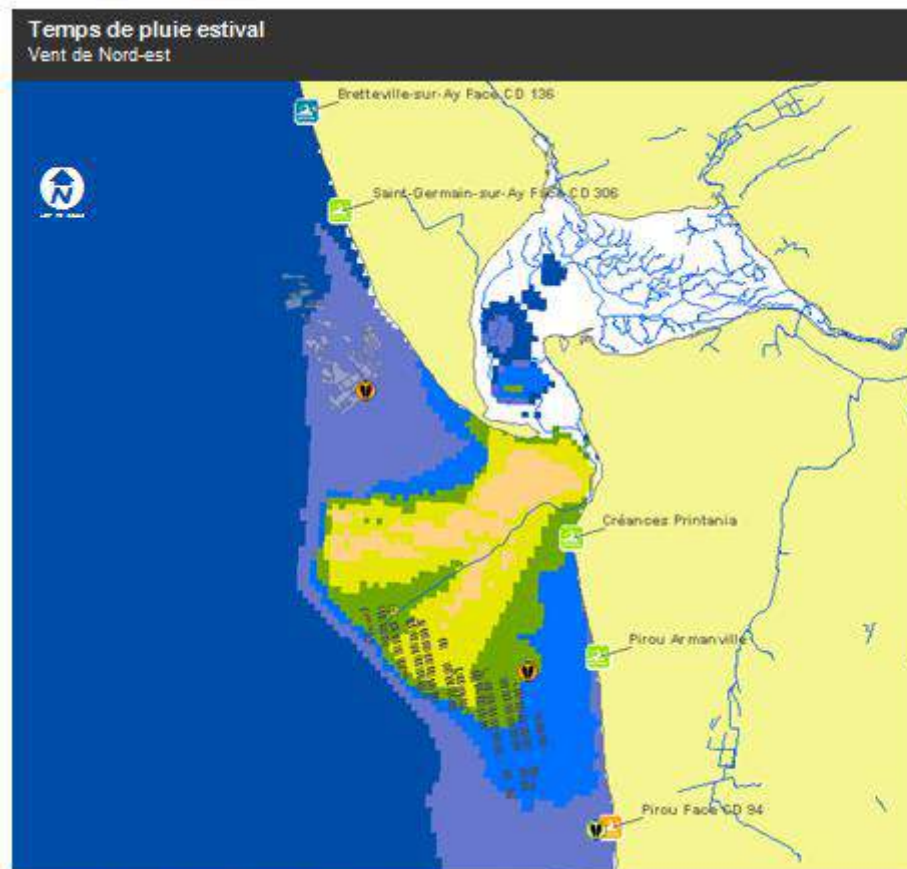 Temps de pluie estival
Vent de Nord-est
Bretteville-sur-Ay Face CD 136
Saint-Germain-sur-Ay Face CD 306
N
Créances Printania
Pirou Armanville
Pirou Face CD 94